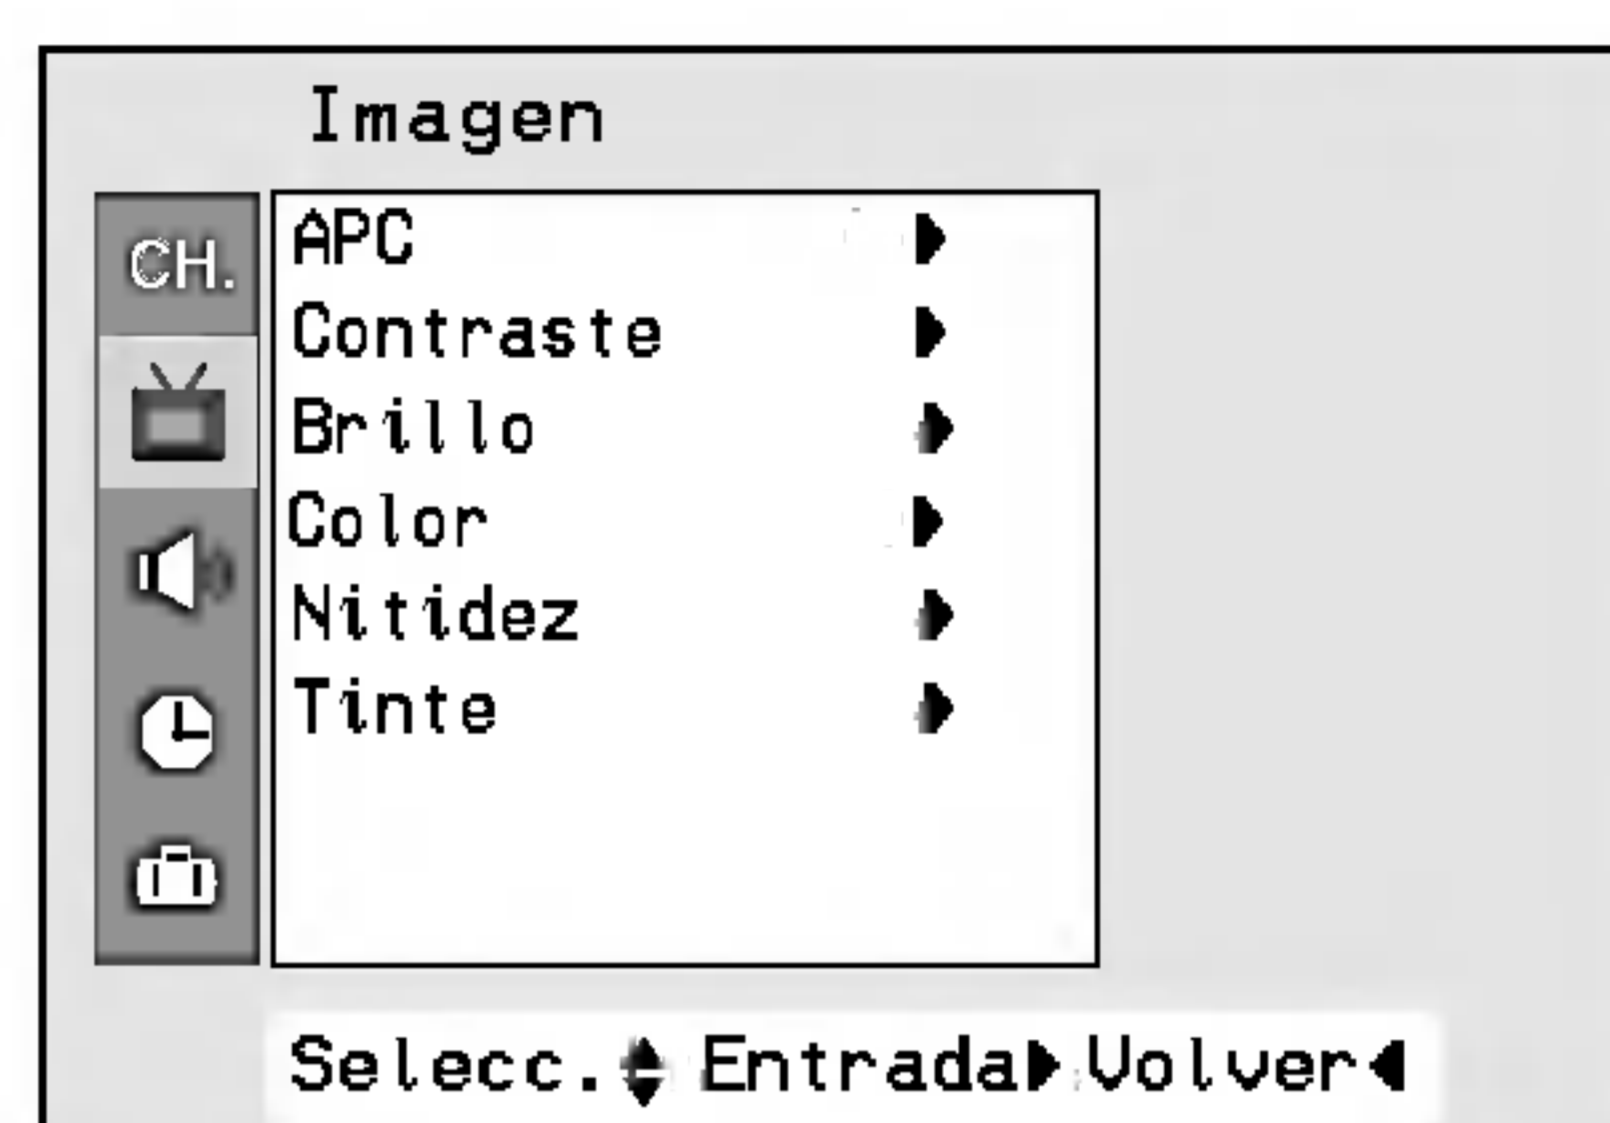 Imagen
CH.
APC
Contraste
Brillo
Color
Nitidez
Tinte
Selecc. Entrada Volver